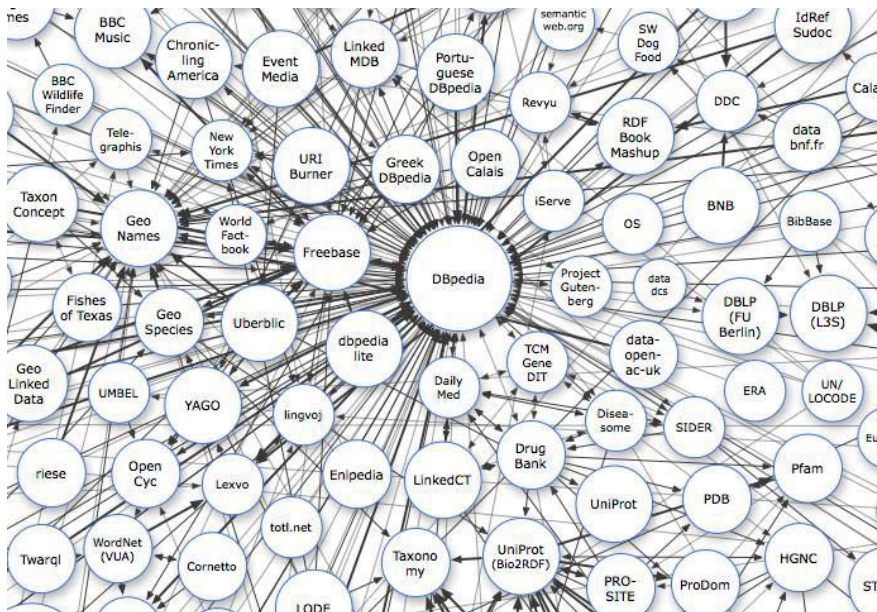 mes
BBC
Music
Chronic-
ling
America
Event
Media
Linked
MDB
Portu-
guese
DBpedia
semantic
web.org
SW
Dog
Food
IdRef
Sudoc
BBC
Wildlife
Finder
Revyu
DDC
Cala
Tele-
graphis
New
York
Times
URI
Burner
Greek
DBpedia
Open
Calais
RDF
Book
Mashup
data
bnf.fr
Taxon
Concept
Geo
Names
World
Fact-
book
Freebase
DBpedia
iServe
OS
BNB
BibBase
Fishes
of Texas
Geo
Species
Uberblic
dbpedia
lite
Project
Guten-
berg
data
dcs
DBLP
(FU
Berlin)
DBLP
(L3S)
Geo
Linked
Data
UMBEL
YAGO
lingvoj
Daily
Med
TCM
Gene
DIT
data-
open-
ac-uk
ERA
UN/
LOCODE
Disea-
some
SIDER
Eu
riese
Open
Cyc
Lexvo
Enipedia
LinkedCT
Drug
Bank
UniProt
PDB
Pfam
Twarql
WordNet
(VUA)
Cornetto
totl.net
Taxono
my
UniProt
(Bio2RDF)
PRO-
SITE
ProDom
HGNC
ST
LODE